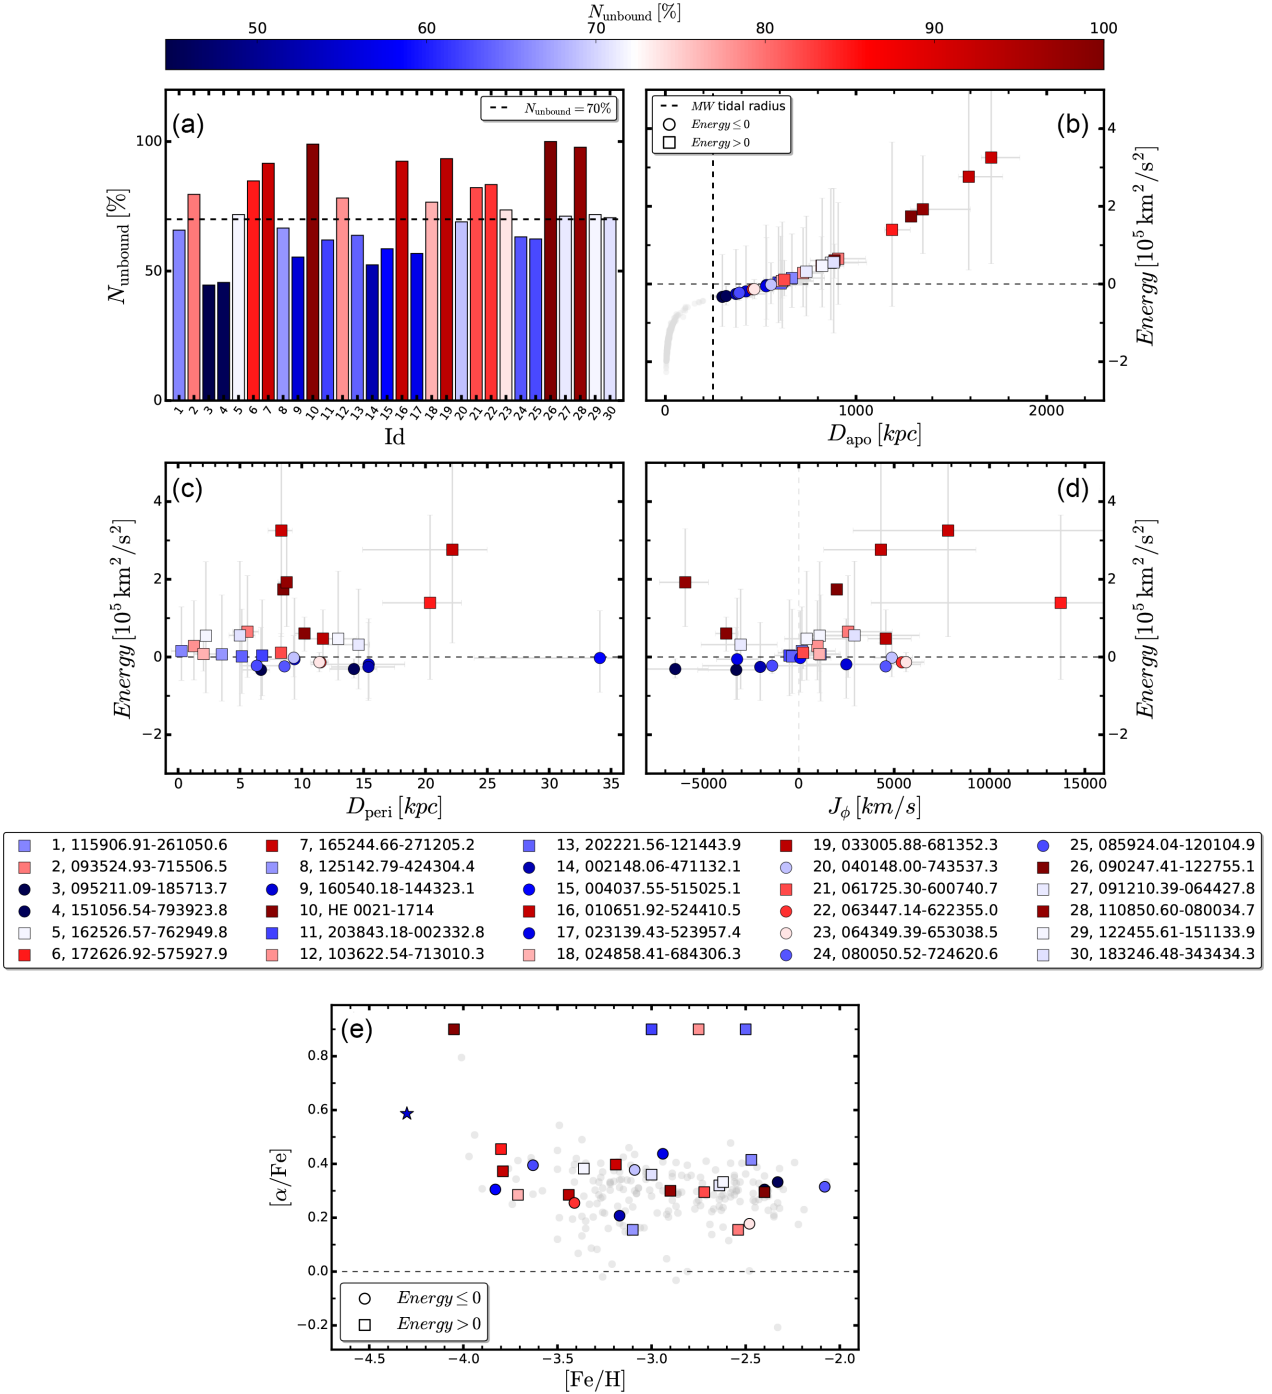 N_unbound [%]
50 60 70 80 90 100
(a)
N_unbound = 70%
100
50
0
N_unbound [%]
1 2 3 4 5 6 7 8 9 10 11 12 13 14 15 16 17 18 19 20 21 22 23 24 25 26 27 28 29 30
Id
(b)
MW tidal radius
Energy ≤ 0
Energy > 0
4
2
0
−2
Energy [10^5 km^2/s^2]
0 1000 2000
D_apo [kpc]
(c)
4
2
0
−2
Energy [10^5 km^2/s^2]
0 5 10 15 20 25 30 35
D_peri [kpc]
(d)
4
2
0
−2
Energy [10^5 km^2/s^2]
−5000 0 5000 10000 15000
J_ϕ [km/s]
1, 115906.91-261050.6 7, 165244.66-271205.2 13, 202221.56-121443.9 19, 033005.88-681352.3 25, 085924.04-120104.9
2, 093524.93-715506.5 8, 125142.79-424304.4 14, 002148.06-471132.1 20, 040148.00-743537.3 26, 090247.41-122755.1
3, 095211.09-185713.7 9, 160540.18-144323.1 15, 004037.55-515025.1 21, 061725.30-600740.7 27, 091210.39-064427.8
4, 151056.54-793923.8 10, HE 0021-1714 16, 010651.92-524410.5 22, 063447.14-622355.0 28, 110850.60-080034.7
5, 162526.57-762949.8 11, 203843.18-002332.8 17, 023139.43-523957.4 23, 064349.39-653038.5 29, 122455.61-151133.9
6, 172626.92-575927.9 12, 103622.54-713010.3 18, 024858.41-684306.3 24, 080050.52-724620.6 30, 183246.48-343434.3
(e)
0.8
0.6
0.4
0.2
0.0
−0.2
[α/Fe]
Energy ≤ 0
Energy > 0
−4.5 −4.0 −3.5 −3.0 −2.5 −2.0
[Fe/H]